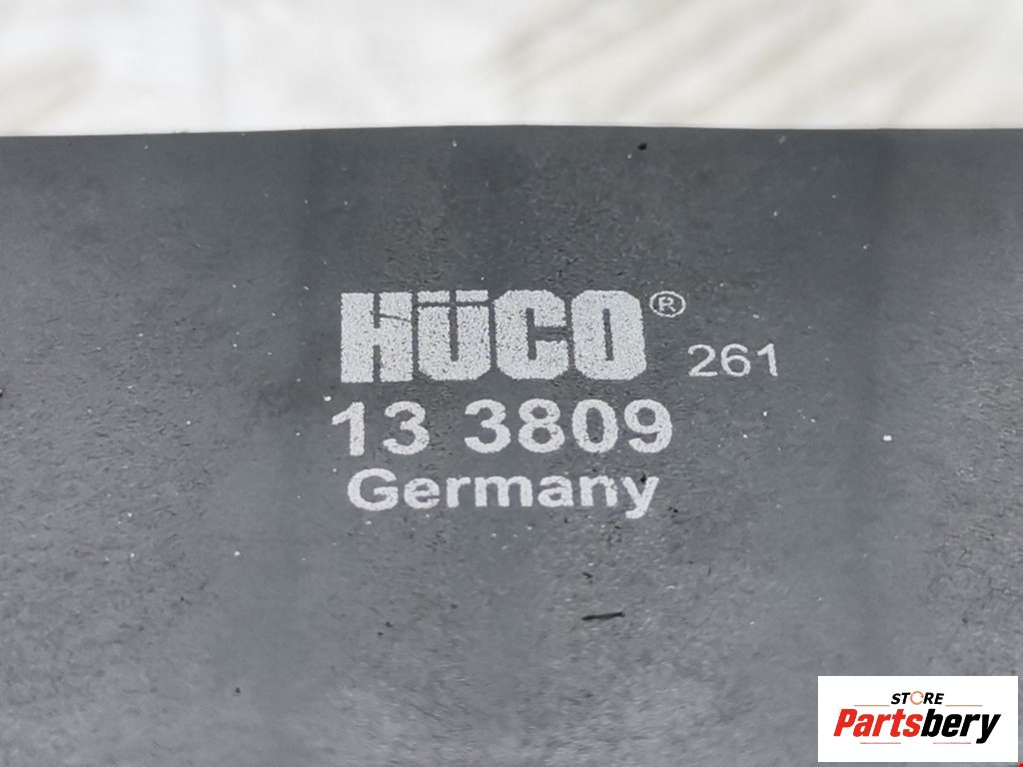 HÜCO® 261
13 3809
Germany
STORE
Partsbery